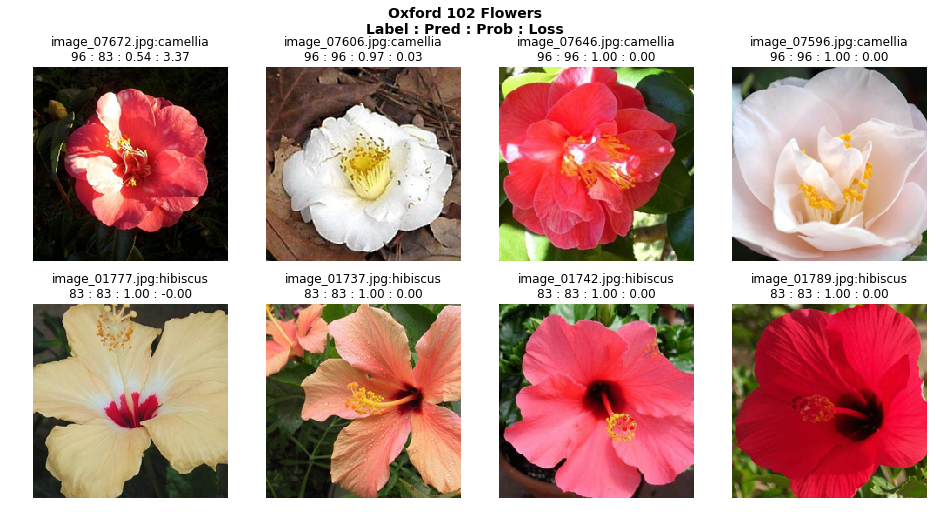 Oxford 102 Flowers
Label : Pred : Prob : Loss
image_07672.jpg:camellia
96 : 83 : 0.54 : 3.37
image_07606.jpg:camellia
96 : 96 : 0.97 : 0.03
image_07646.jpg:camellia
96 : 96 : 1.00 : 0.00
image_07596.jpg:camellia
96 : 96 : 1.00 : 0.00
image_01777.jpg:hibiscus
83 : 83 : 1.00 : -0.00
image_01737.jpg:hibiscus
83 : 83 : 1.00 : 0.00
image_01742.jpg:hibiscus
83 : 83 : 1.00 : 0.00
image_01789.jpg:hibiscus
83 : 83 : 1.00 : 0.00